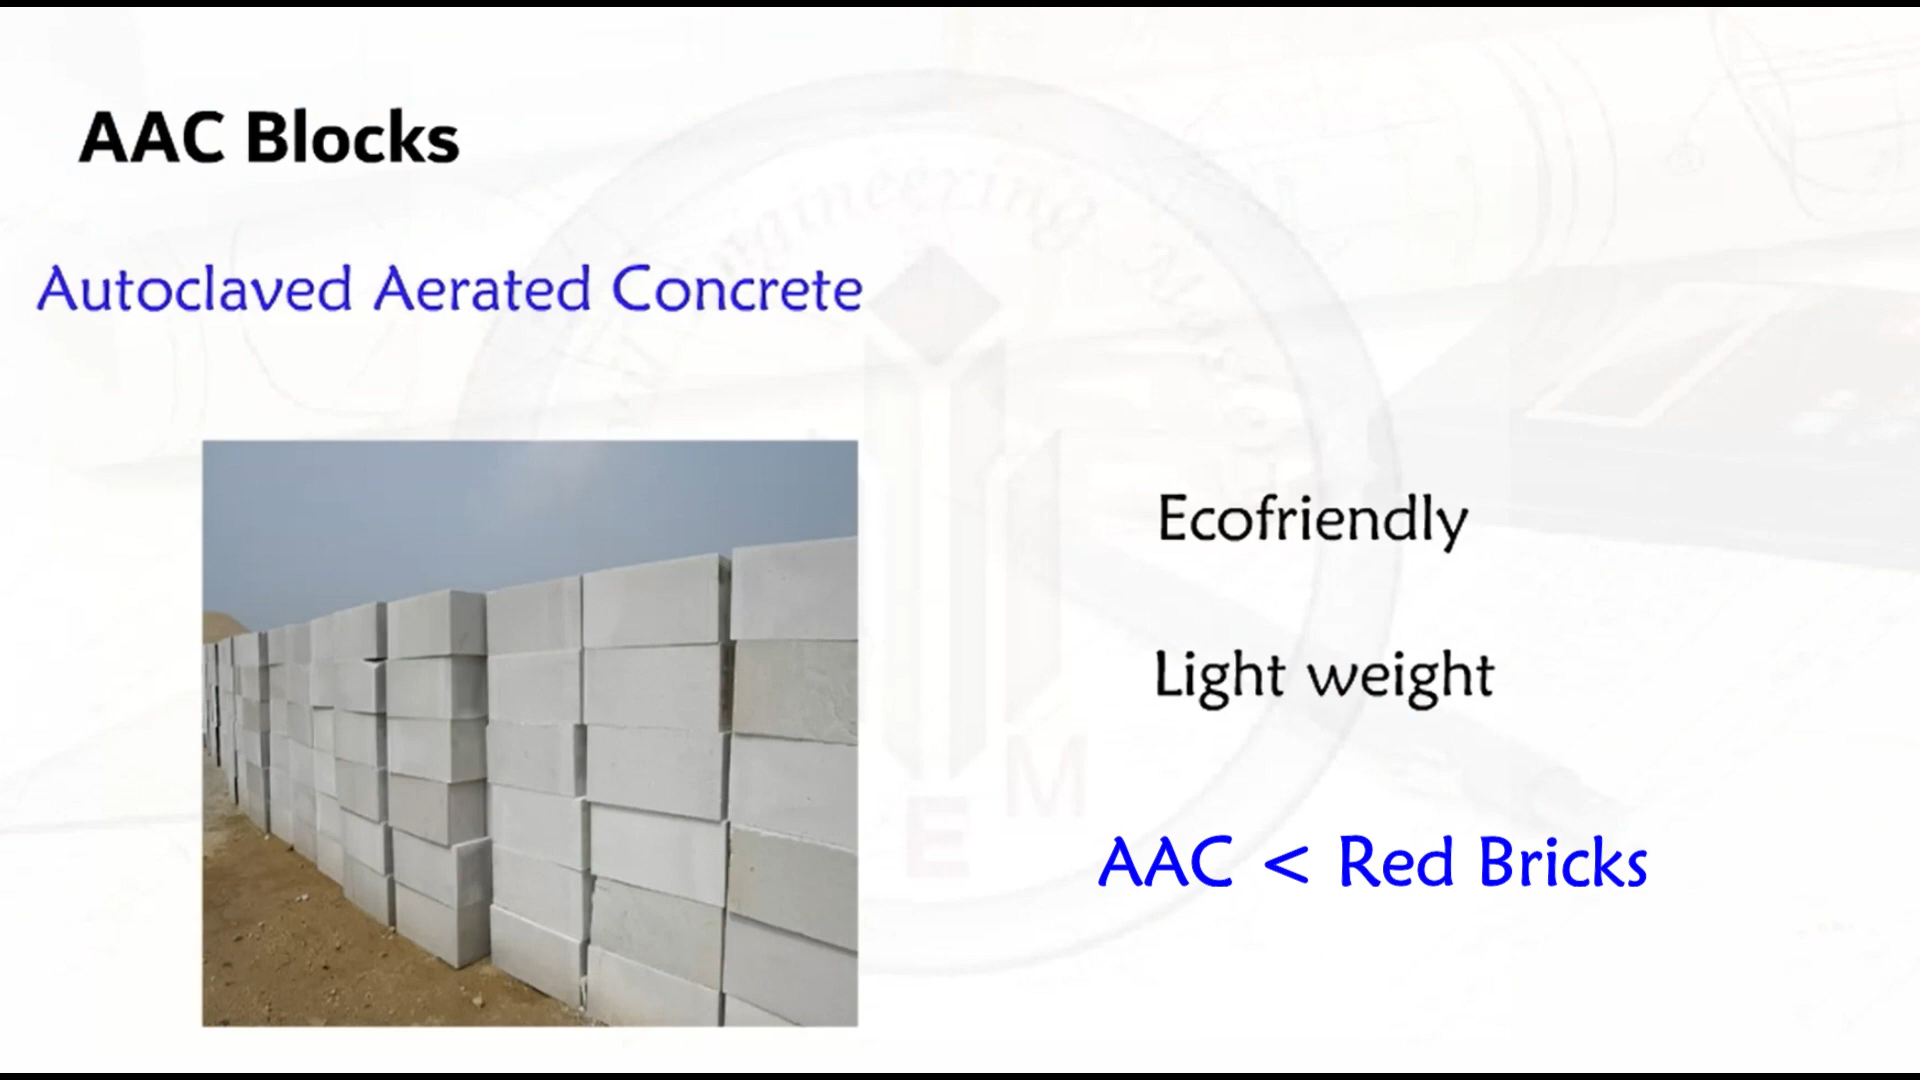 AAC Blocks
Autoclaved Aerated Concrete
Ecofriendly
Light weight
AAC < Red Bricks
E
M